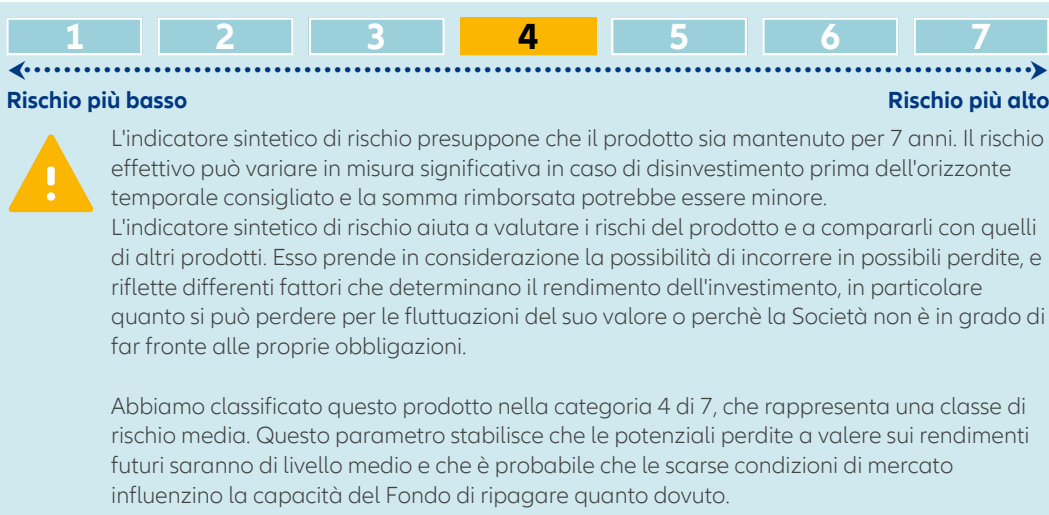 1 2 3 4 5 6 7
Rischio più basso Rischio più alto
L'indicatore sintetico di rischio presuppone che il prodotto sia mantenuto per 7 anni. Il rischio
effettivo può variare in misura significativa in caso di disinvestimento prima dell'orizzonte
temporale consigliato e la somma rimborsata potrebbe essere minore.
L'indicatore sintetico di rischio aiuta a valutare i rischi del prodotto e a compararli con quelli
di altri prodotti. Esso prende in considerazione la possibilità di incorrere in possibili perdite, e
riflette differenti fattori che determinano il rendimento dell'investimento, in particolare
quanto si può perdere per le fluttuazioni del suo valore o perchè la Società non è in grado di
far fronte alle proprie obbligazioni.
Abbiamo classificato questo prodotto nella categoria 4 di 7, che rappresenta una classe di
rischio media. Questo parametro stabilisce che le potenziali perdite a valere sui rendimenti
futuri saranno di livello medio e che è probabile che le scarse condizioni di mercato
influenzino la capacità del Fondo di ripagare quanto dovuto.